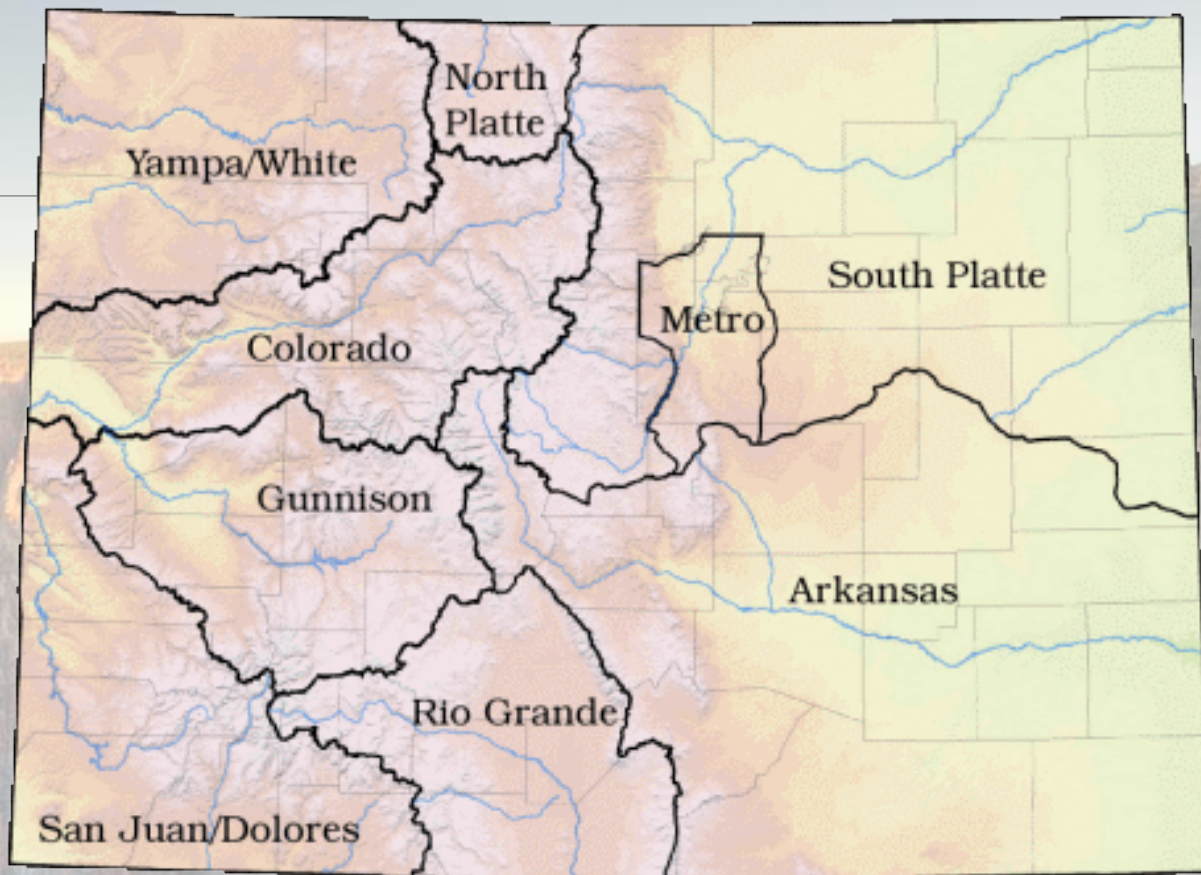 North
Platte
Yampa/White
South Platte
Metro
Colorado
Gunnison
Arkansas
Rio Grande
San Juan/Dolores